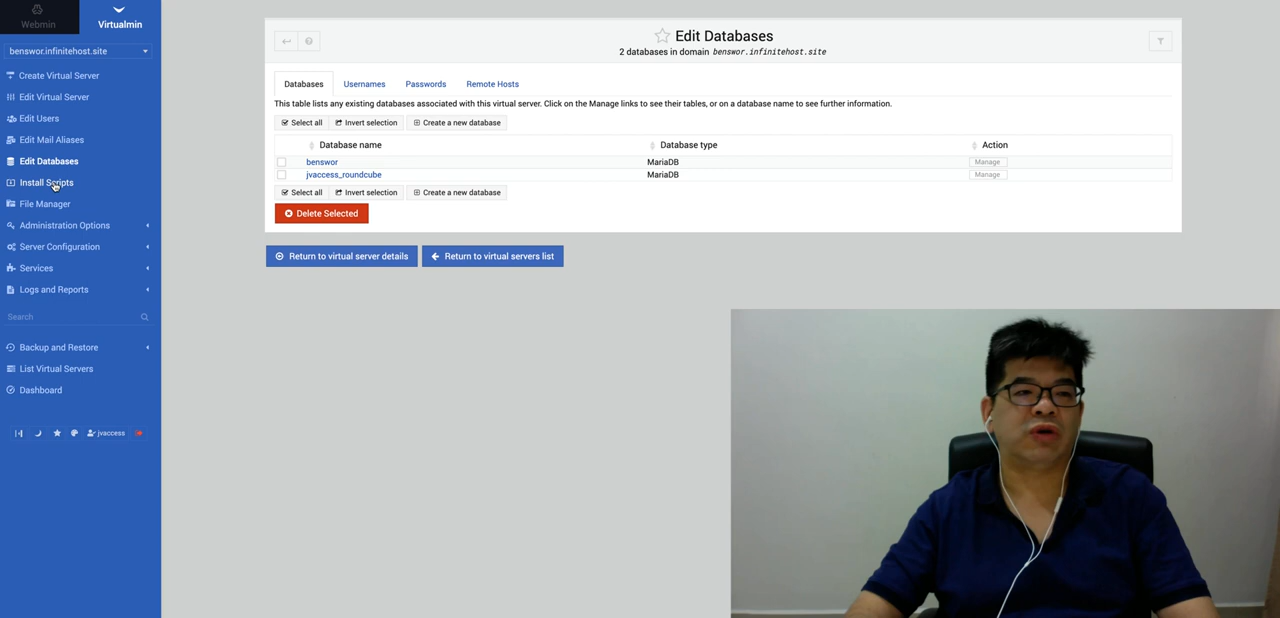 Webmin
Virtualmin
benswor.infinitehost.site
Create Virtual Server
Edit Virtual Server
Edit Users
Edit Mail Aliases
Edit Databases
Install Scripts
File Manager
Administration Options
Server Configuration
Services
Logs and Reports
Search
Backup and Restore
List Virtual Servers
Dashboard
jvaccess
Edit Databases
2 databases in domain benswor.infinitehost.site
Databases Usernames Passwords Remote Hosts
This table lists any existing databases associated with this virtual server. Click on the Manage links to see their tables, or on a database name to see further information.
Select all Invert selection Create a new database
Database name Database type Action
benswor MariaDB Manage
jvaccess_roundcube MariaDB Manage
Select all Invert selection Create a new database
Delete Selected
Return to virtual server details Return to virtual servers list